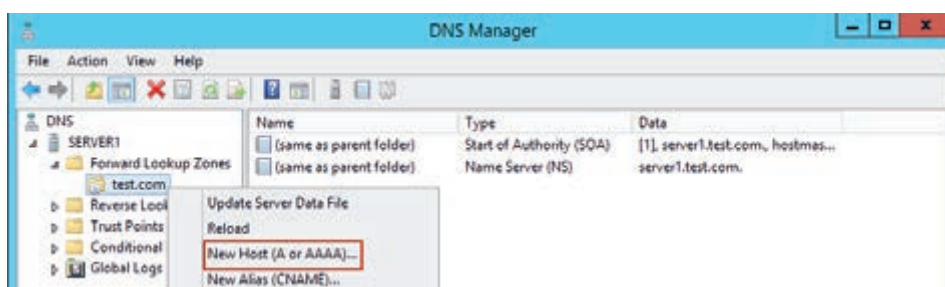 DNS Manager
File Action View Help
DNS
SERVER1
Forward Lookup Zones
test.com
Reverse Look
Trust Points
Conditional
Global Logs
Name Type Data
(same as parent folder) Start of Authority (SOA) [1], server1.test.com., hostmas...
(same as parent folder) Name Server (NS) server1.test.com.
Update Server Data File
Reload
New Host (A or AAAA)...
New Alias (CNAME)...